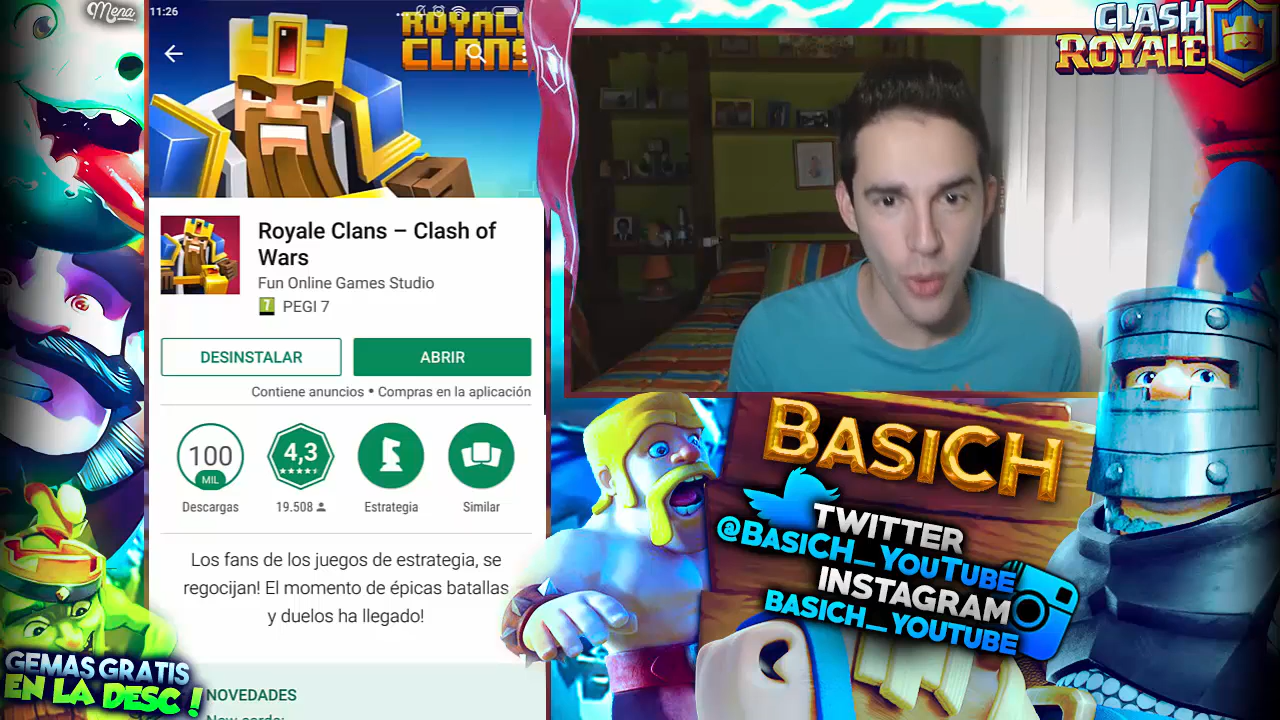 Mena
11:26
ROYALE
CLANS
Royale Clans – Clash of
Wars
Fun Online Games Studio
7 PEGI 7
DESINSTALAR
ABRIR
Contiene anuncios • Compras en la aplicación
100
MIL
Descargas
4,3
19.508
Estrategia
Similar
Los fans de los juegos de estrategia, se
regocijan! El momento de épicas batallas
y duelos ha llegado!
NOVEDADES
GEMAS GRATIS
EN LA DESC !
CLASH
ROYALE
BASICH
TWITTER
@BASICH_YOUTUBE
INSTAGRAM
BASICH_YOUTUBE